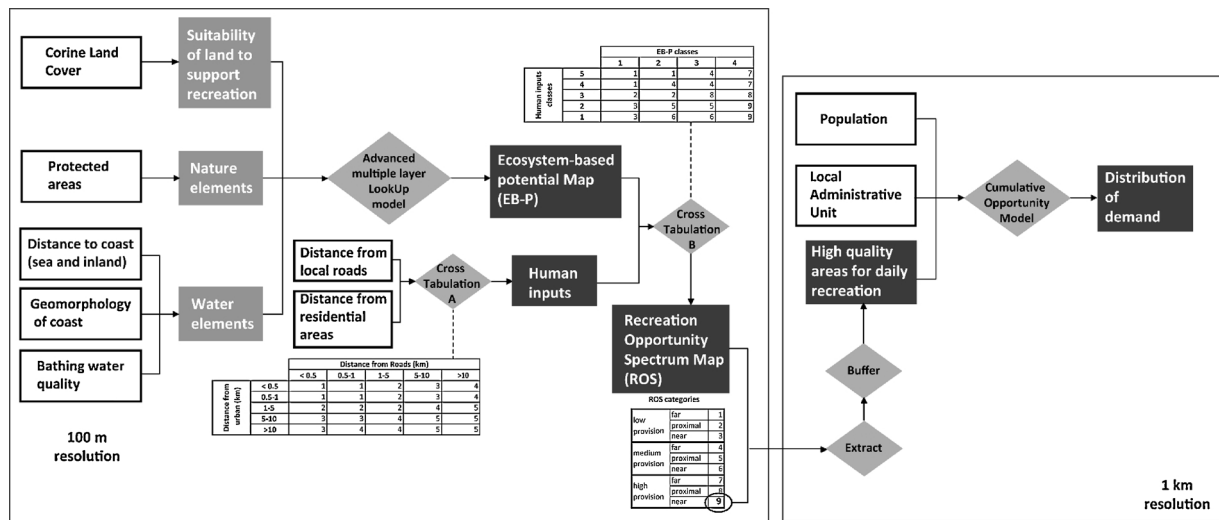 Corine Land
Cover
Suitability
of land to
support
recreation
Protected
areas
Nature
elements
Distance to coast
(sea and inland)
Geomorphology
of coast
Bathing water
quality
Water
elements
100 m
resolution
Advanced
multiple layer
LookUp
model
Ecosystem-based
potential Map
(EB-P)
Distance from
local roads
Distance from
residential
areas
Cross
Tabulation
A
Human
inputs
Distance from Roads (km)
< 0.5 0.5-1 1-5 5-10 >10
Distance from
urban (km)
< 0.5 1 1 2 3 4
0.5-1 1 1 2 3 4
1-5 2 2 2 4 5
5-10 3 3 4 5 5
>10 3 4 4 5 5
EB-P classes
1 2 3 4
Human inputs
classes
5 1 1 4 7
4 1 4 4 7
3 2 2 8 8
2 3 5 5 9
1 3 6 6 9
Cross
Tabulation
B
Recreation
Opportunity
Spectrum Map
(ROS)
ROS categories
low
provision
far 1
proximal 2
near 3
medium
provision
far 4
proximal 5
near 6
high
provision
far 7
proximal 8
near 9
Population
Local
Administrative
Unit
High quality
areas for daily
recreation
Buffer
Extract
Cumulative
Opportunity
Model
Distribution
of
demand
1 km
resolution